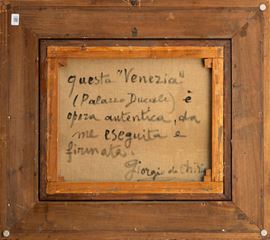 questa "Venezia"
(Palazzo Ducale) è
opera autentica, da
me eseguita e
firmata.
Giorgio de Chirico